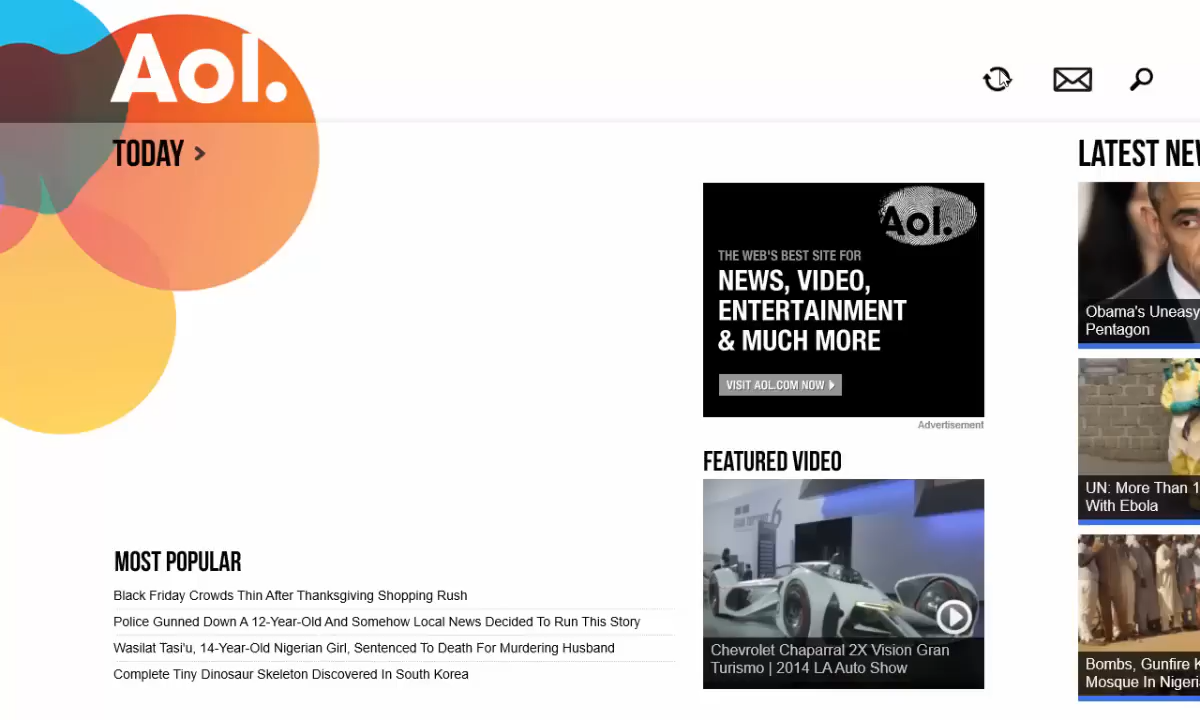 Aol.
TODAY >
Aol.
THE WEB'S BEST SITE FOR
NEWS, VIDEO,
ENTERTAINMENT
& MUCH MORE
VISIT AOL.COM NOW
Advertisement
FEATURED VIDEO
Chevrolet Chaparral 2X Vision Gran
Turismo | 2014 LA Auto Show
MOST POPULAR
Black Friday Crowds Thin After Thanksgiving Shopping Rush
Police Gunned Down A 12-Year-Old And Somehow Local News Decided To Run This Story
Wasilat Tasi'u, 14-Year-Old Nigerian Girl, Sentenced To Death For Murdering Husband
Complete Tiny Dinosaur Skeleton Discovered In South Korea
LATEST
Obama's Uneasy
Pentagon
UN: More Than 1
With Ebola
Bombs, Gunfire
Mosque In